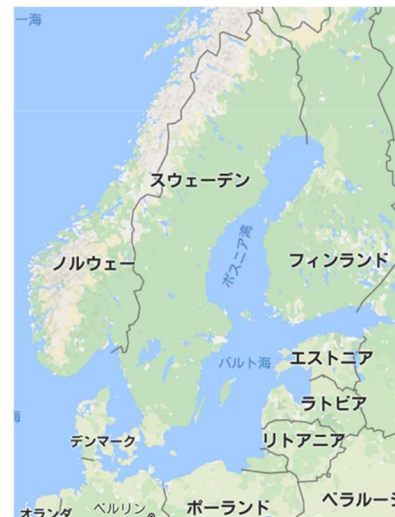 ー海
スウェーデン
ボスニア湾
ノルウェー
フィンランド
バルト海
エストニア
ラトビア
海
デンマーク
リトアニア
オランダ
ベルリン
ポーランド
ベラルーシ